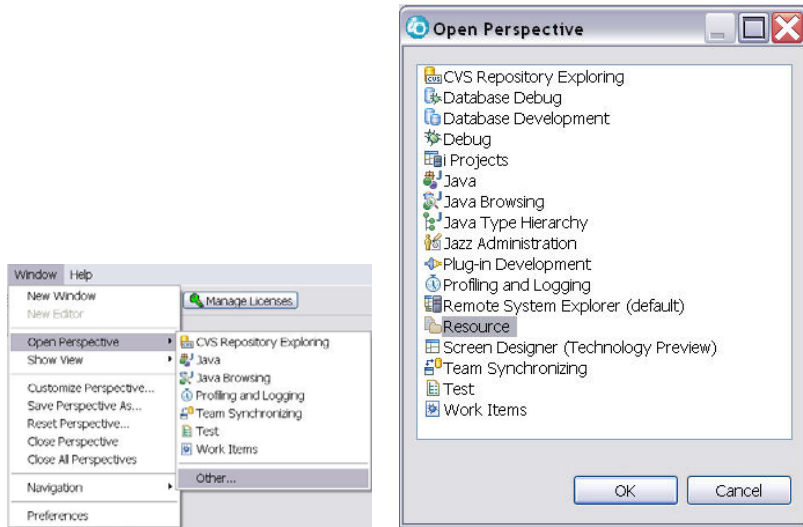 Window Help
New Window
New Editor
Open Perspective
Show View
Customize Perspective...
Save Perspective As...
Reset Perspective...
Close Perspective
Close All Perspectives
Navigation
Preferences
Manage Licenses
CVS Repository Exploring
Java
Java Browsing
Profiling and Logging
Team Synchronizing
Test
Work Items
Other...
Open Perspective
CVS Repository Exploring
Database Debug
Database Development
Debug
i Projects
Java
Java Browsing
Java Type Hierarchy
Jazz Administration
Plug-in Development
Profiling and Logging
Remote System Explorer (default)
Resource
Screen Designer (Technology Preview)
Team Synchronizing
Test
Work Items
OK Cancel